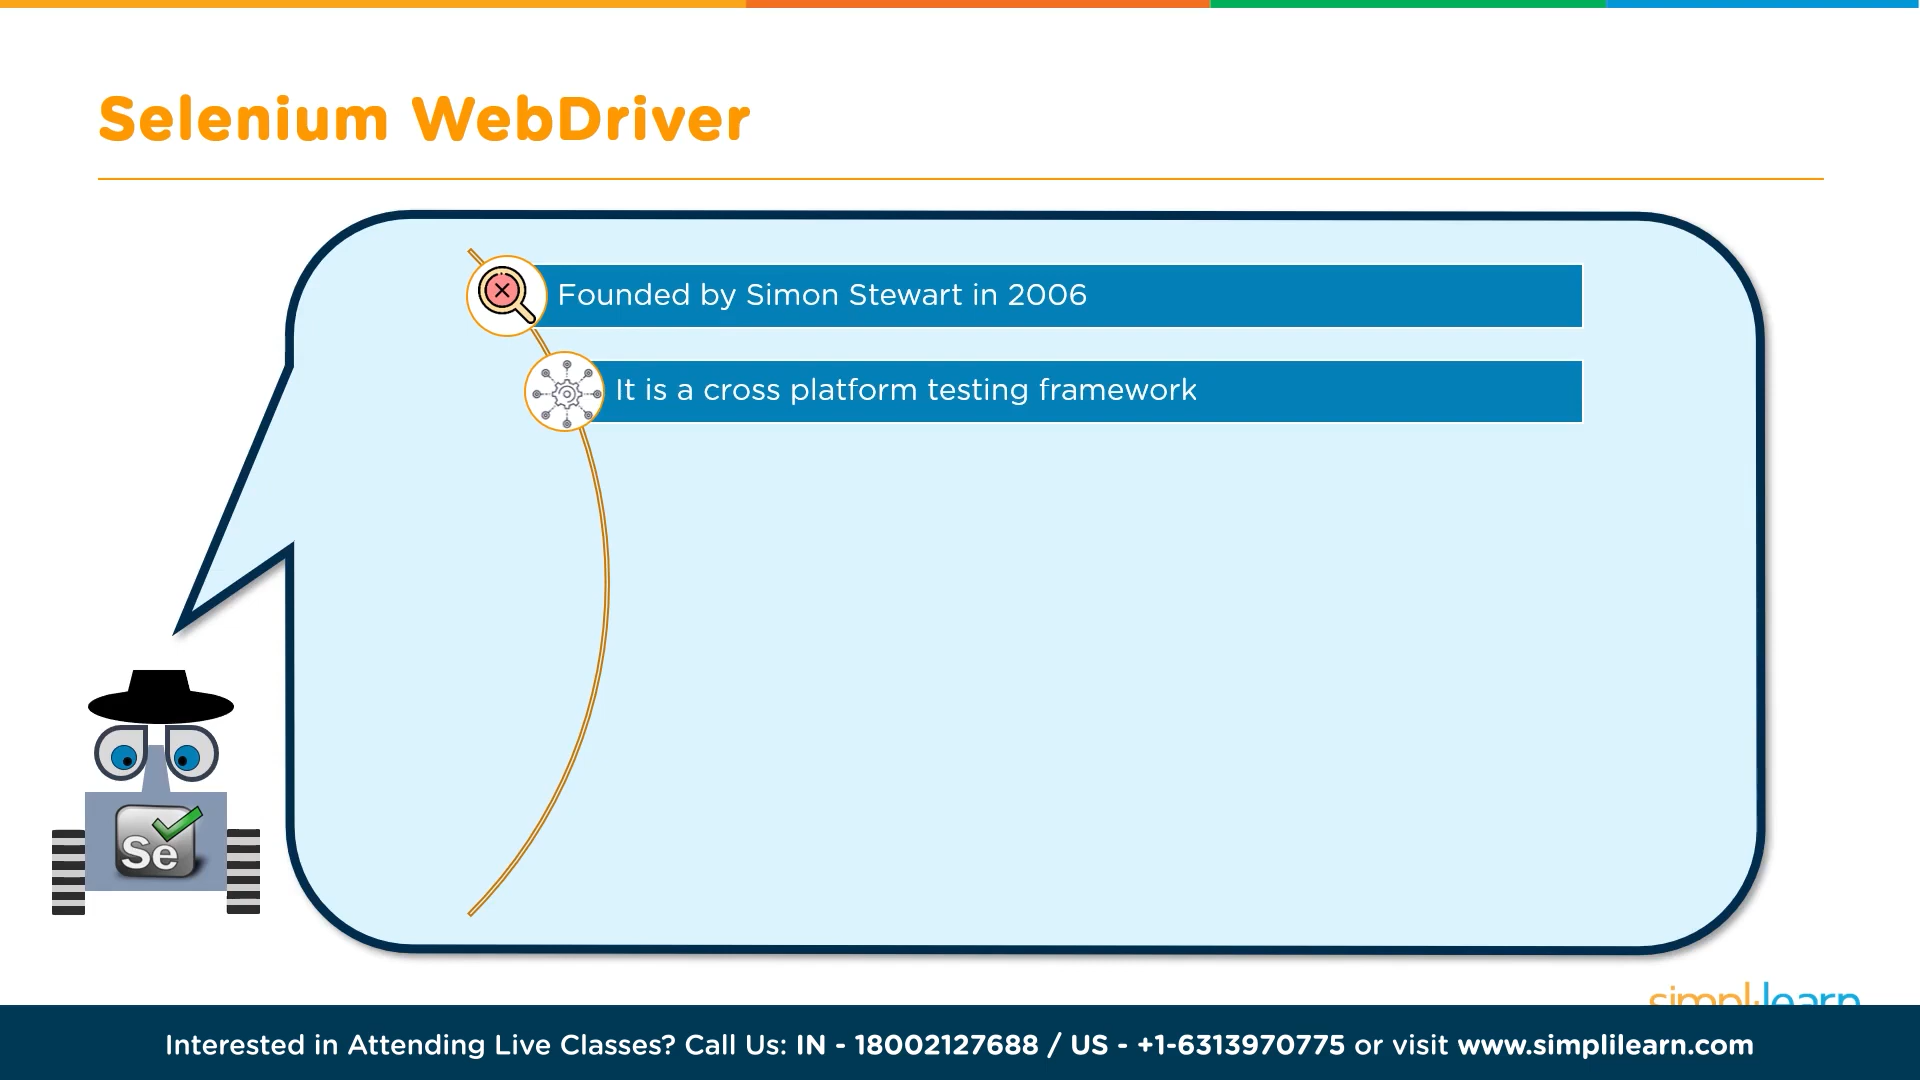 Selenium WebDriver
Founded by Simon Stewart in 2006
It is a cross platform testing framework
Se
simplilearn
Interested in Attending Live Classes? Call Us: IN - 18002127688 / US - +1-6313970775 or visit www.simplilearn.com